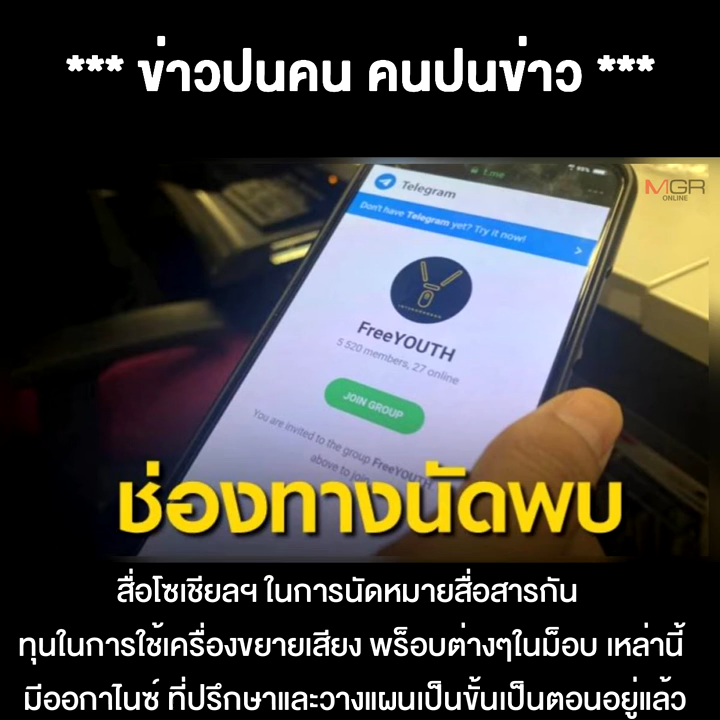 *** ข่าวปนคน คนปนข่าว ***
MGR
ONLINE
t.me
Telegram
Don't have Telegram yet? Try it now!
FreeYOUTH
5 520 members, 27 online
JOIN GROUP
You are invited to the group FreeYOUTH
above to join
ช่องทางนัดพบ
สื่อโซเชียลฯ ในการนัดหมายสื่อสารกัน
ทุนในการใช้เครื่องขยายเสียง พร็อบต่างๆในม็อบ เหล่านี้
มีออกาไนซ์ ที่ปรึกษาและวางแผนเป็นขั้นเป็นตอนอยู่แล้ว